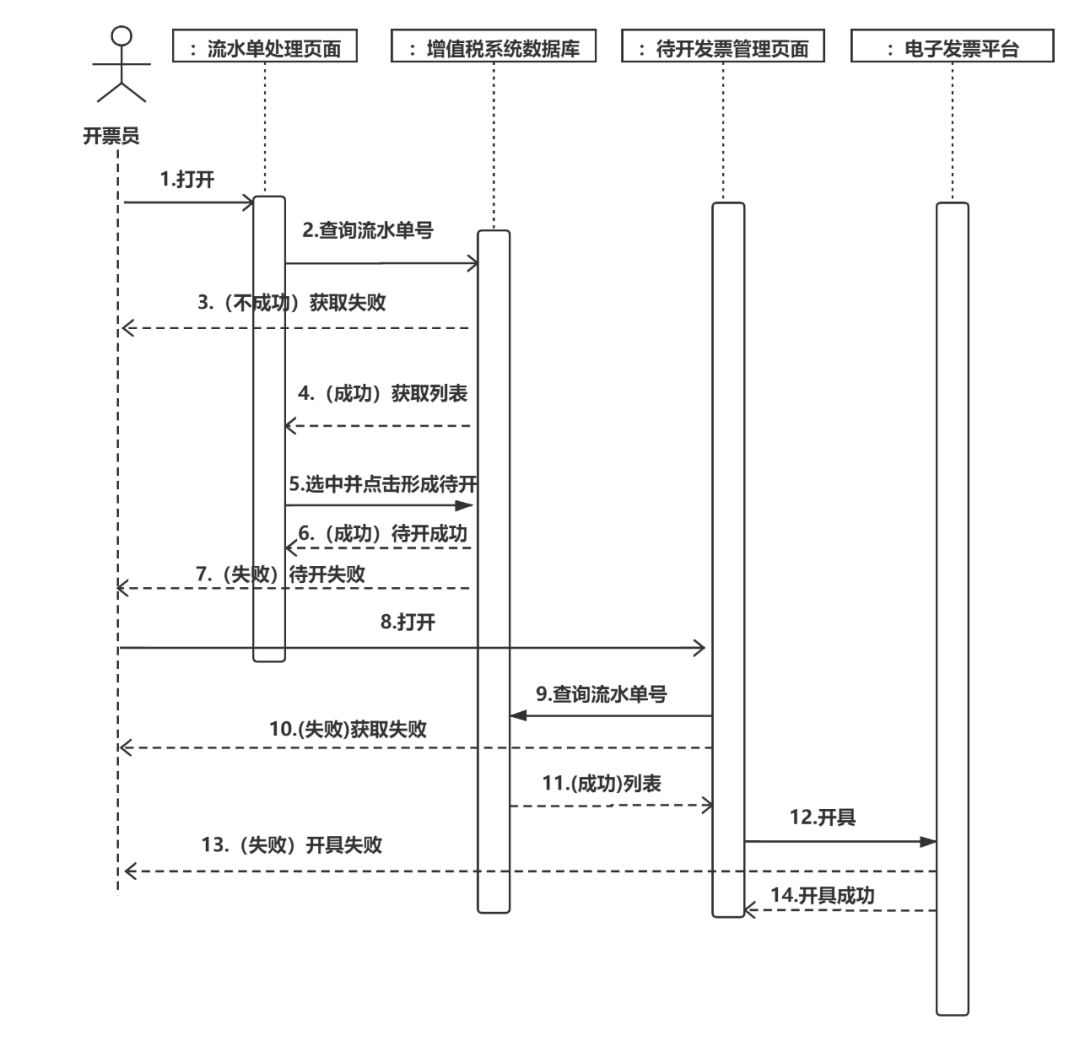 ：流水单处理页面
：增值税系统数据库
：待开发票管理页面
：电子发票平台
开票员
1.打开
2.查询流水单号
3.（不成功）获取失败
4.（成功）获取列表
5.选中并点击形成待开
6.（成功）待开成功
7.（失败）待开失败
8.打开
9.查询流水单号
10.(失败)获取失败
11.(成功)列表
12.开具
13.（失败）开具失败
14.开具成功